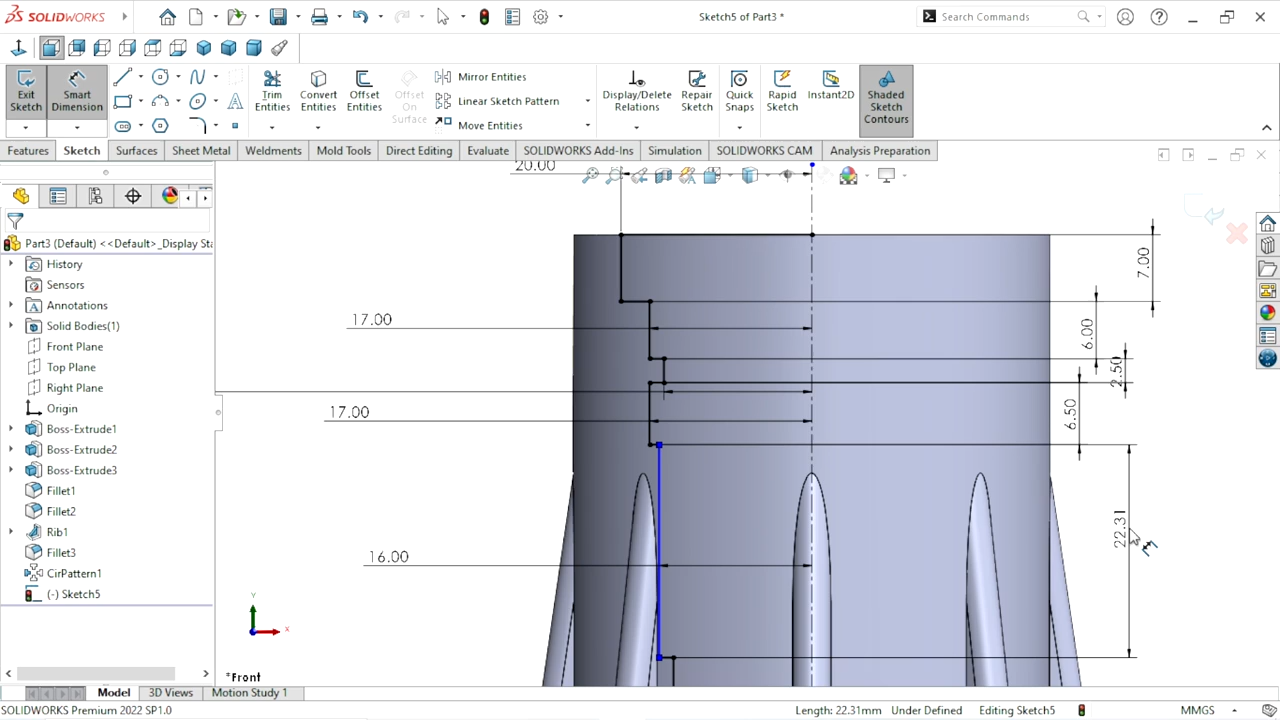 SOLIDWORKS
Sketch5 of Part3 *
Search Commands
Exit Sketch
Smart Dimension
Trim Entities
Convert Entities
Offset Entities
Offset On Surface
Mirror Entities
Linear Sketch Pattern
Move Entities
Display/Delete Relations
Repair Sketch
Quick Snaps
Rapid Sketch
Instant2D
Shaded Sketch Contours
Features
Sketch
Surfaces
Sheet Metal
Weldments
Mold Tools
Direct Editing
Evaluate
SOLIDWORKS Add-Ins
Simulation
SOLIDWORKS CAM
Analysis Preparation
Part3 (Default) <<Default>_Display Sta
History
Sensors
Annotations
Solid Bodies(1)
Front Plane
Top Plane
Right Plane
Origin
Boss-Extrude1
Boss-Extrude2
Boss-Extrude3
Fillet1
Fillet2
Rib1
Fillet3
CirPattern1
(-) Sketch5
20.00
7.00
17.00
6.00
2.50
17.00
6.50
22.31
16.00
Y
X
*Front
Model
3D Views
Motion Study 1
SOLIDWORKS Premium 2022 SP1.0
Length: 22.31mm
Under Defined
Editing Sketch5
MMGS